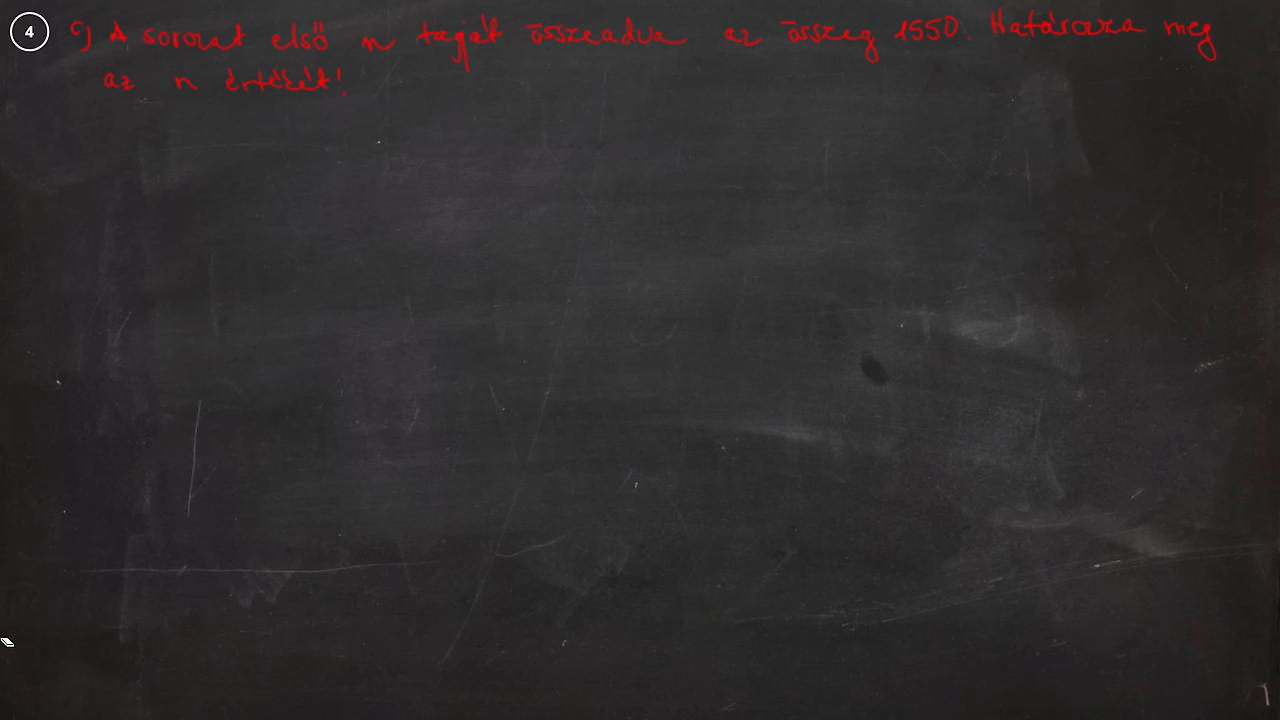 4 c) A sorozat első n tagját összeadva az összeg 1550. Határozza meg
az n értékét!